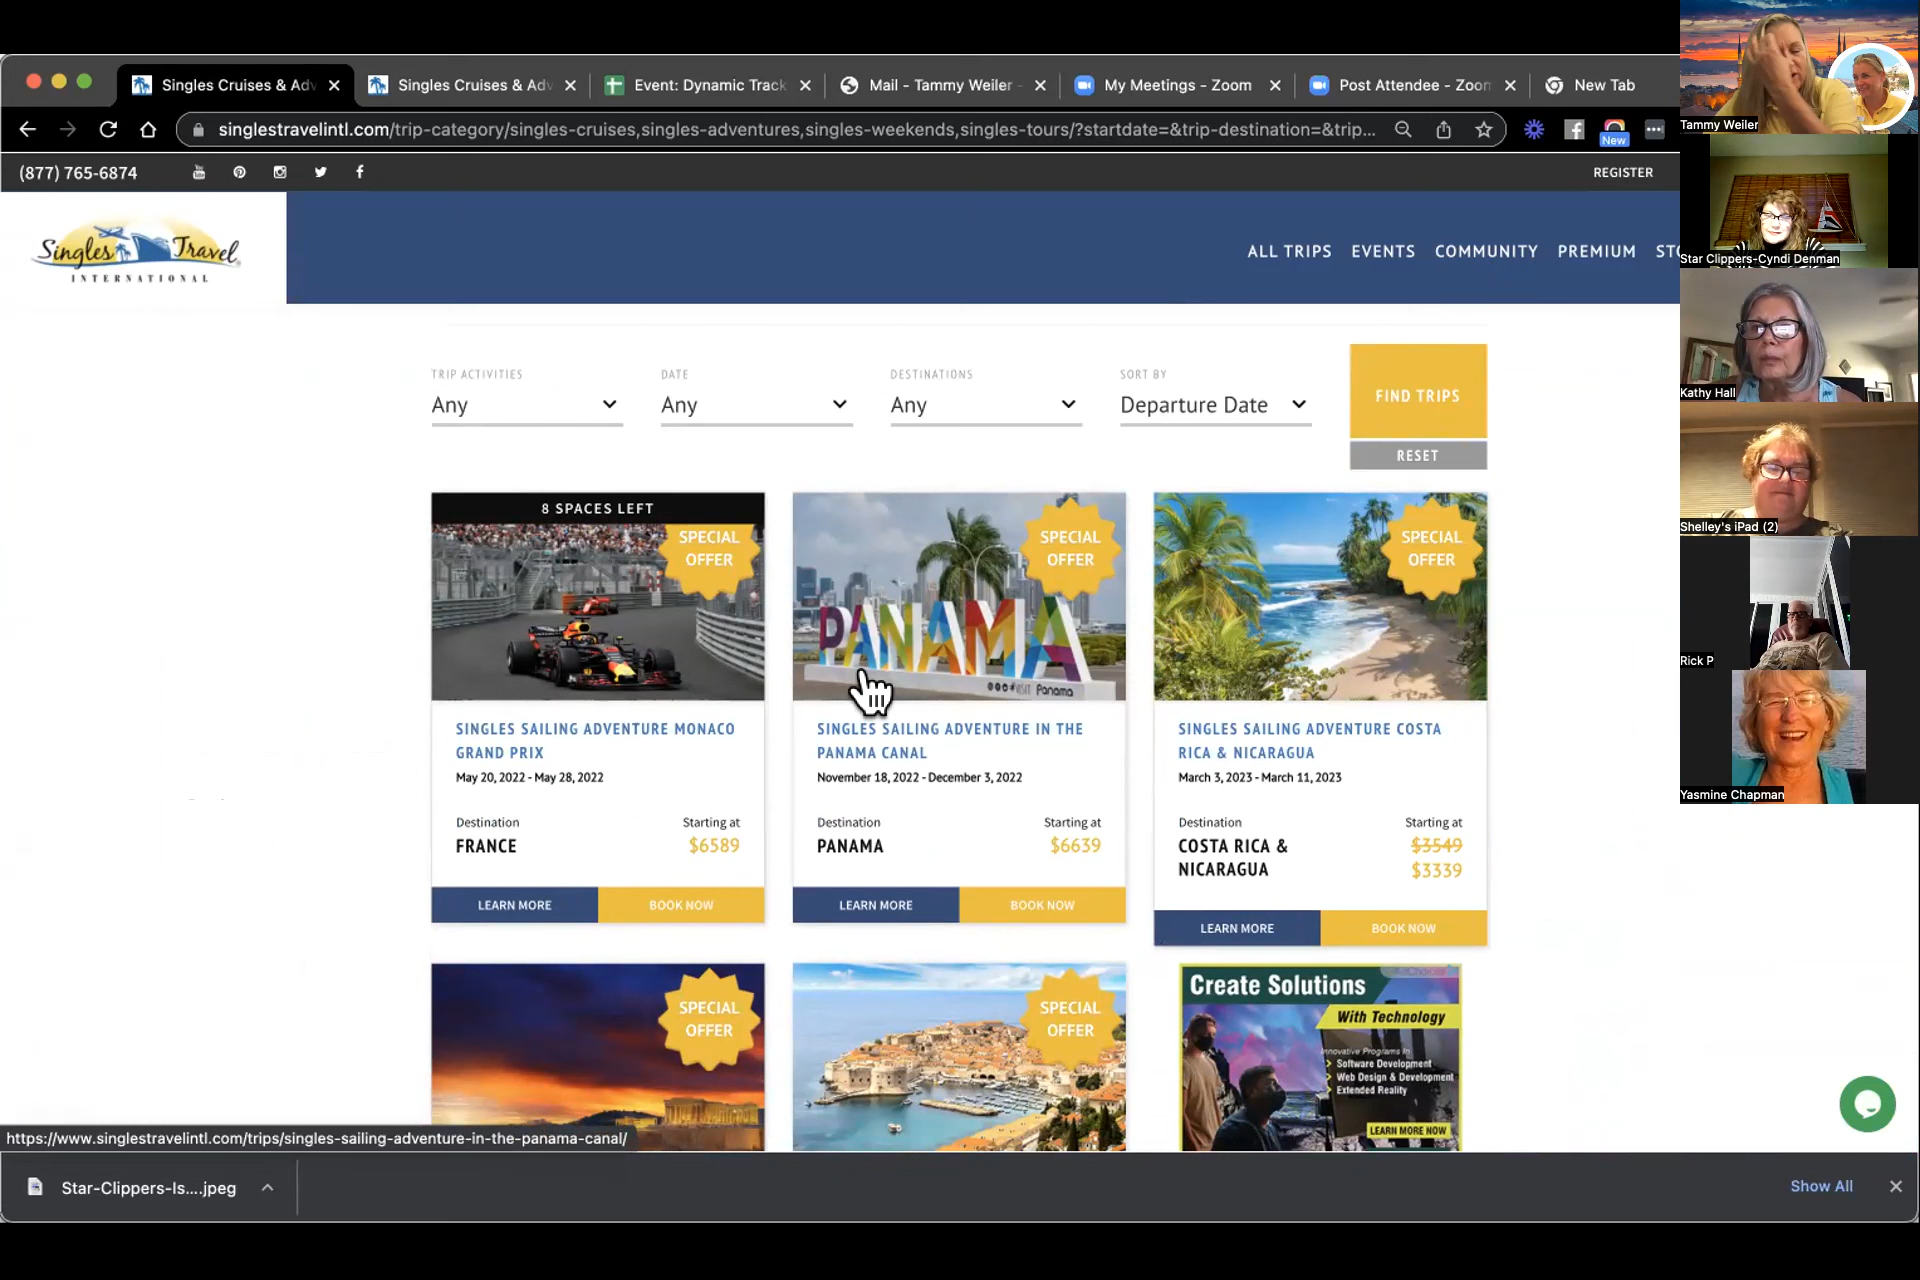 Singles Cruises & Adv
Singles Cruises & Adv
Event: Dynamic Track
Mail - Tammy Weiler -
My Meetings - Zoom
Post Attendee - Zoom
New Tab
singlestravelintl.com/trip-category/singles-cruises,singles-adventures,singles-weekends,singles-tours/?startdate=&trip-destination=&trip...
New
(877) 765-6874
REGISTER
Singles Travel
INTERNATIONAL
ALL TRIPS EVENTS COMMUNITY PREMIUM STO
TRIP ACTIVITIES
Any
DATE
Any
DESTINATIONS
Any
SORT BY
Departure Date
FIND TRIPS
RESET
8 SPACES LEFT
SPECIAL
OFFER
SINGLES SAILING ADVENTURE MONACO
GRAND PRIX
May 20, 2022 - May 28, 2022
Destination
FRANCE
Starting at
$6589
LEARN MORE
BOOK NOW
SPECIAL
OFFER
PANAMA
VISIT Panama
SINGLES SAILING ADVENTURE IN THE
PANAMA CANAL
November 18, 2022 - December 3, 2022
Destination
PANAMA
Starting at
$6639
LEARN MORE
BOOK NOW
SPECIAL
OFFER
SINGLES SAILING ADVENTURE COSTA
RICA & NICARAGUA
March 3, 2023 - March 11, 2023
Destination
COSTA RICA &
NICARAGUA
Starting at
$3549
$3339
LEARN MORE
BOOK NOW
SPECIAL
OFFER
SPECIAL
OFFER
Create Solutions
With Technology
Innovative Programs In
Software Development
Web Design & Development
Extended Reality
LEARN MORE NOW
https://www.singlestravelintl.com/trips/singles-sailing-adventure-in-the-panama-canal/
Star-Clippers-Is....jpeg
Show All
Tammy Weiler
Star Clippers-Cyndi Denman
Kathy Hall
Shelley's iPad (2)
Rick P
Yasmine Chapman